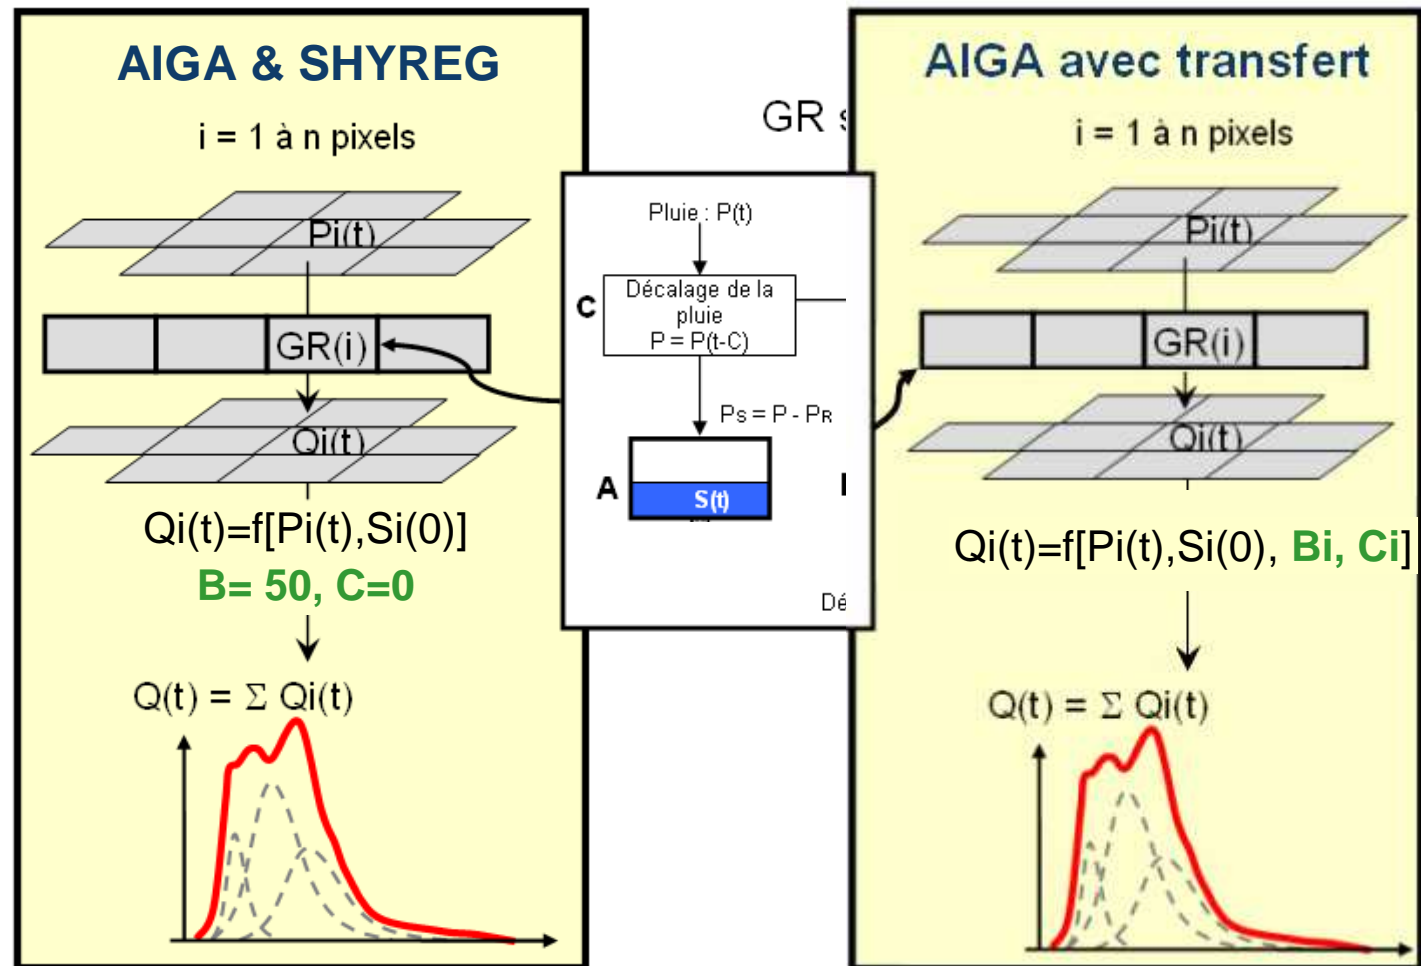 AIGA & SHYREG
i = 1 à n pixels
Pi(t)
GR(i)
Qi(t)
Qi(t)=f[Pi(t),Si(0)]
B= 50, C=0
Q(t) = Σ Qi(t)
GR
Pluie : P(t)
C
Décalage de la
pluie
P = P(t-C)
Ps = P - PR
A
S(t)
Dé
AIGA avec transfert
i = 1 à n pixels
Pi(t)
GR(i)
Qi(t)
Qi(t)=f[Pi(t),Si(0), Bi, Ci]
Q(t) = Σ Qi(t)